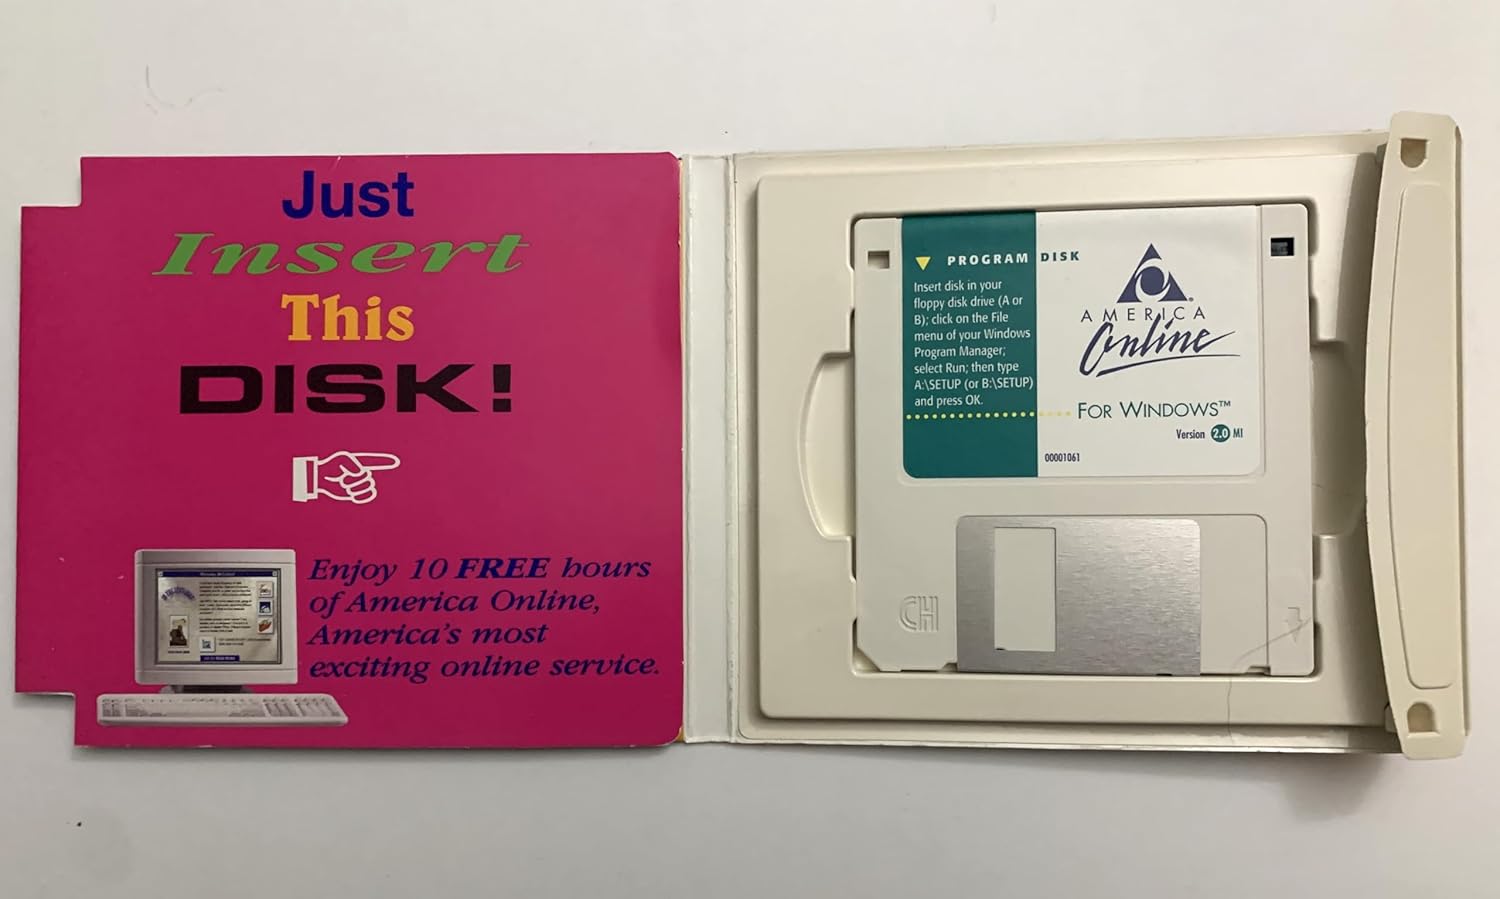 Just
Insert
This
DISK!
Enjoy 10 FREE hours
of America Online,
America's most
exciting online service.
PROGRAM DISK
Insert disk in your
floppy disk drive (A or
B); click on the File
menu of your Windows
Program Manager;
select Run; then type
A:\SETUP (or B:\SETUP)
and press OK.
AMERICA
Online
FOR WINDOWS™
Version 2.0 MI
00001061
CH